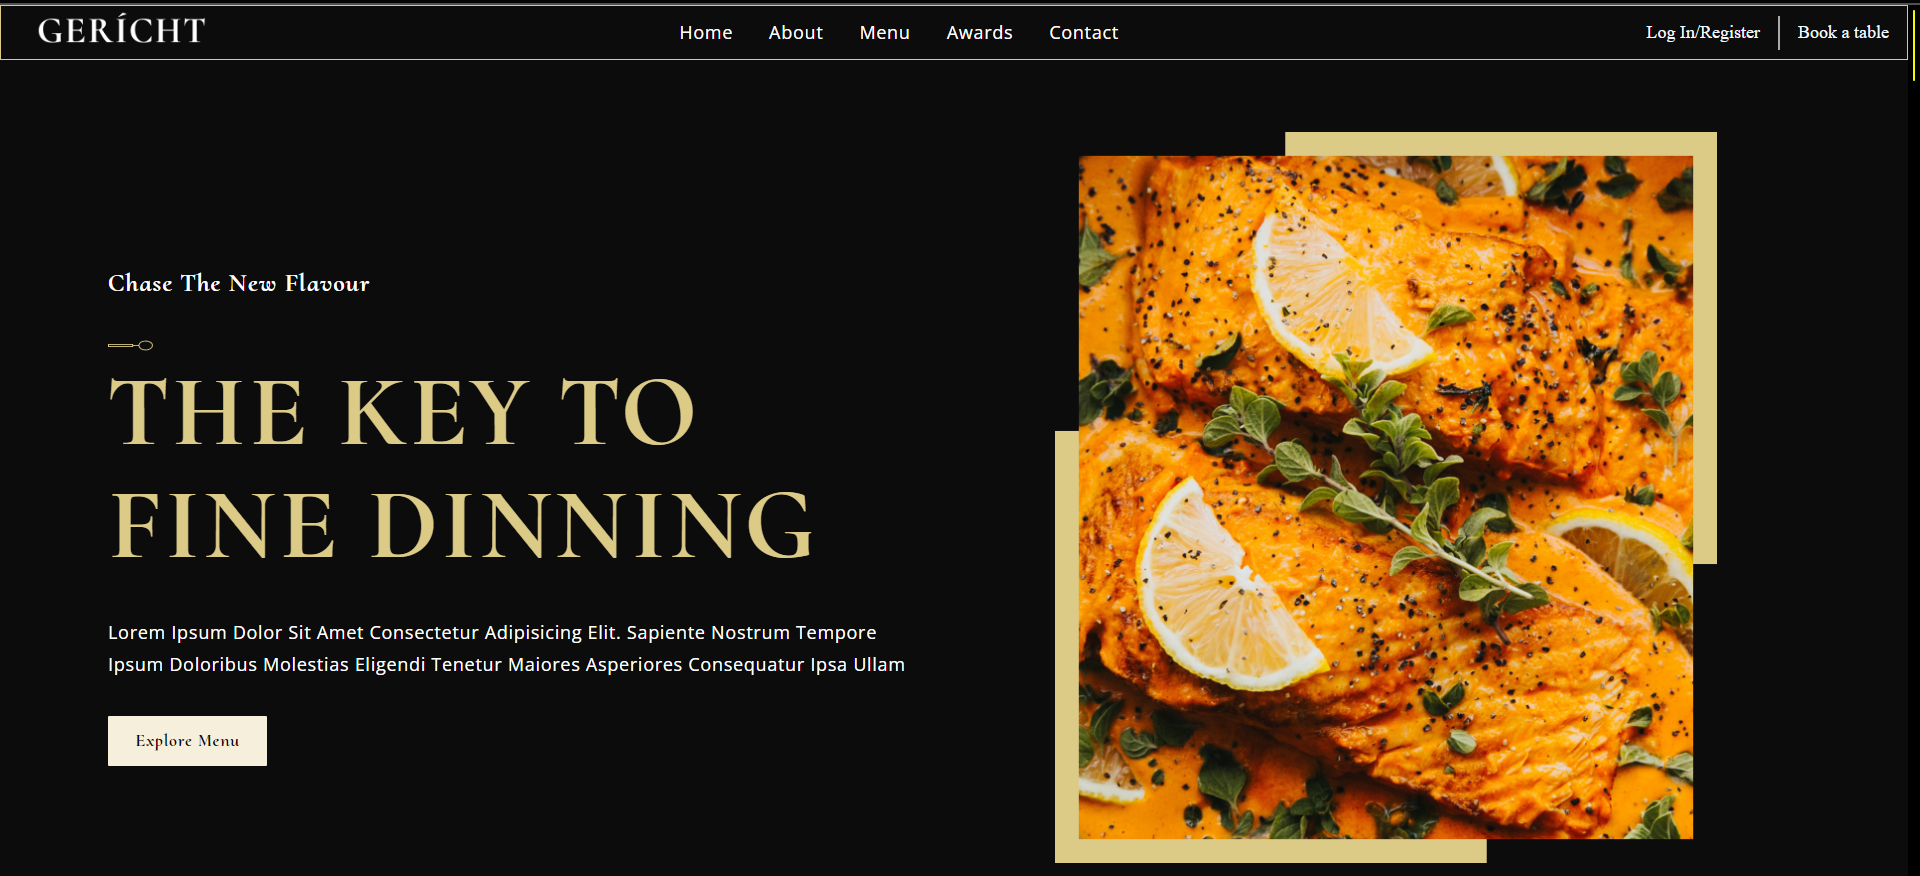 GERÍCHT
Home About Menu Awards Contact
Log In/Register Book a table
Chase The New Flavour
THE KEY TO
FINE DINNING
Lorem Ipsum Dolor Sit Amet Consectetur Adipisicing Elit. Sapiente Nostrum Tempore
Ipsum Doloribus Molestias Eligendi Tenetur Maiores Asperiores Consequatur Ipsa Ullam
Explore Menu